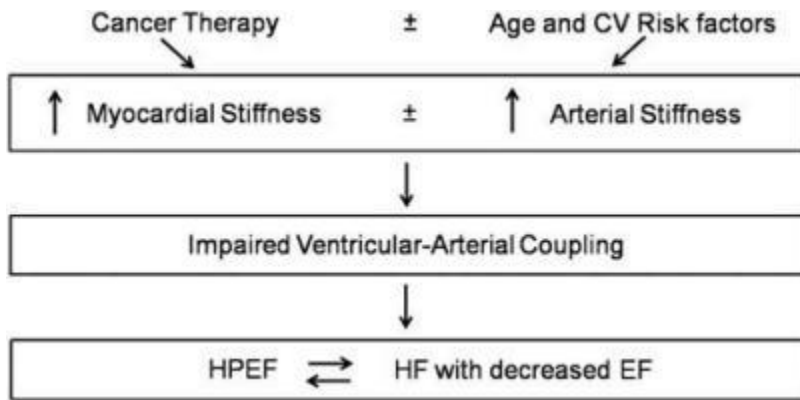 Cancer Therapy ± Age and CV Risk factors
↑ Myocardial Stiffness ± ↑ Arterial Stiffness
Impaired Ventricular-Arterial Coupling
HPEF ⇄ HF with decreased EF